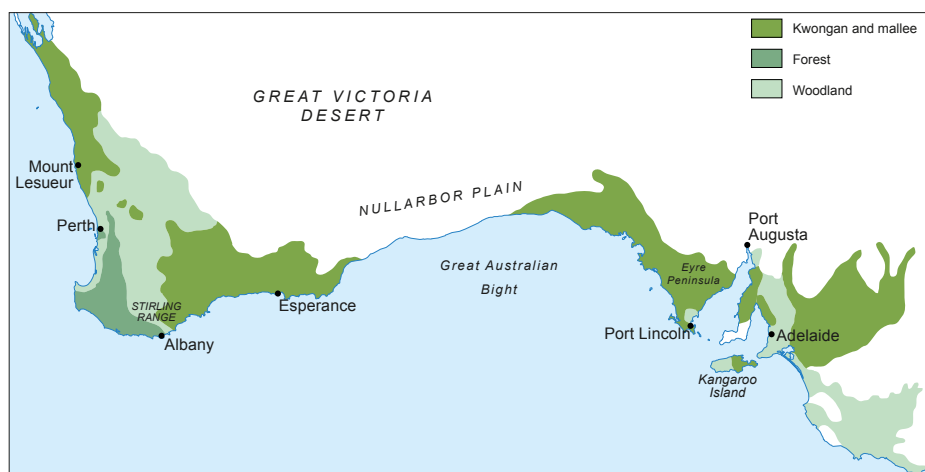 Kwongan and mallee
Forest
Woodland
GREAT VICTORIA
DESERT
Mount
Lesueur
NULLARBOR PLAIN
Perth
Port
Augusta
Great Australian
Bight
Eyre
Peninsula
STIRLING
RANGE
Esperance
Albany
Port Lincoln
Adelaide
Kangaroo
Island